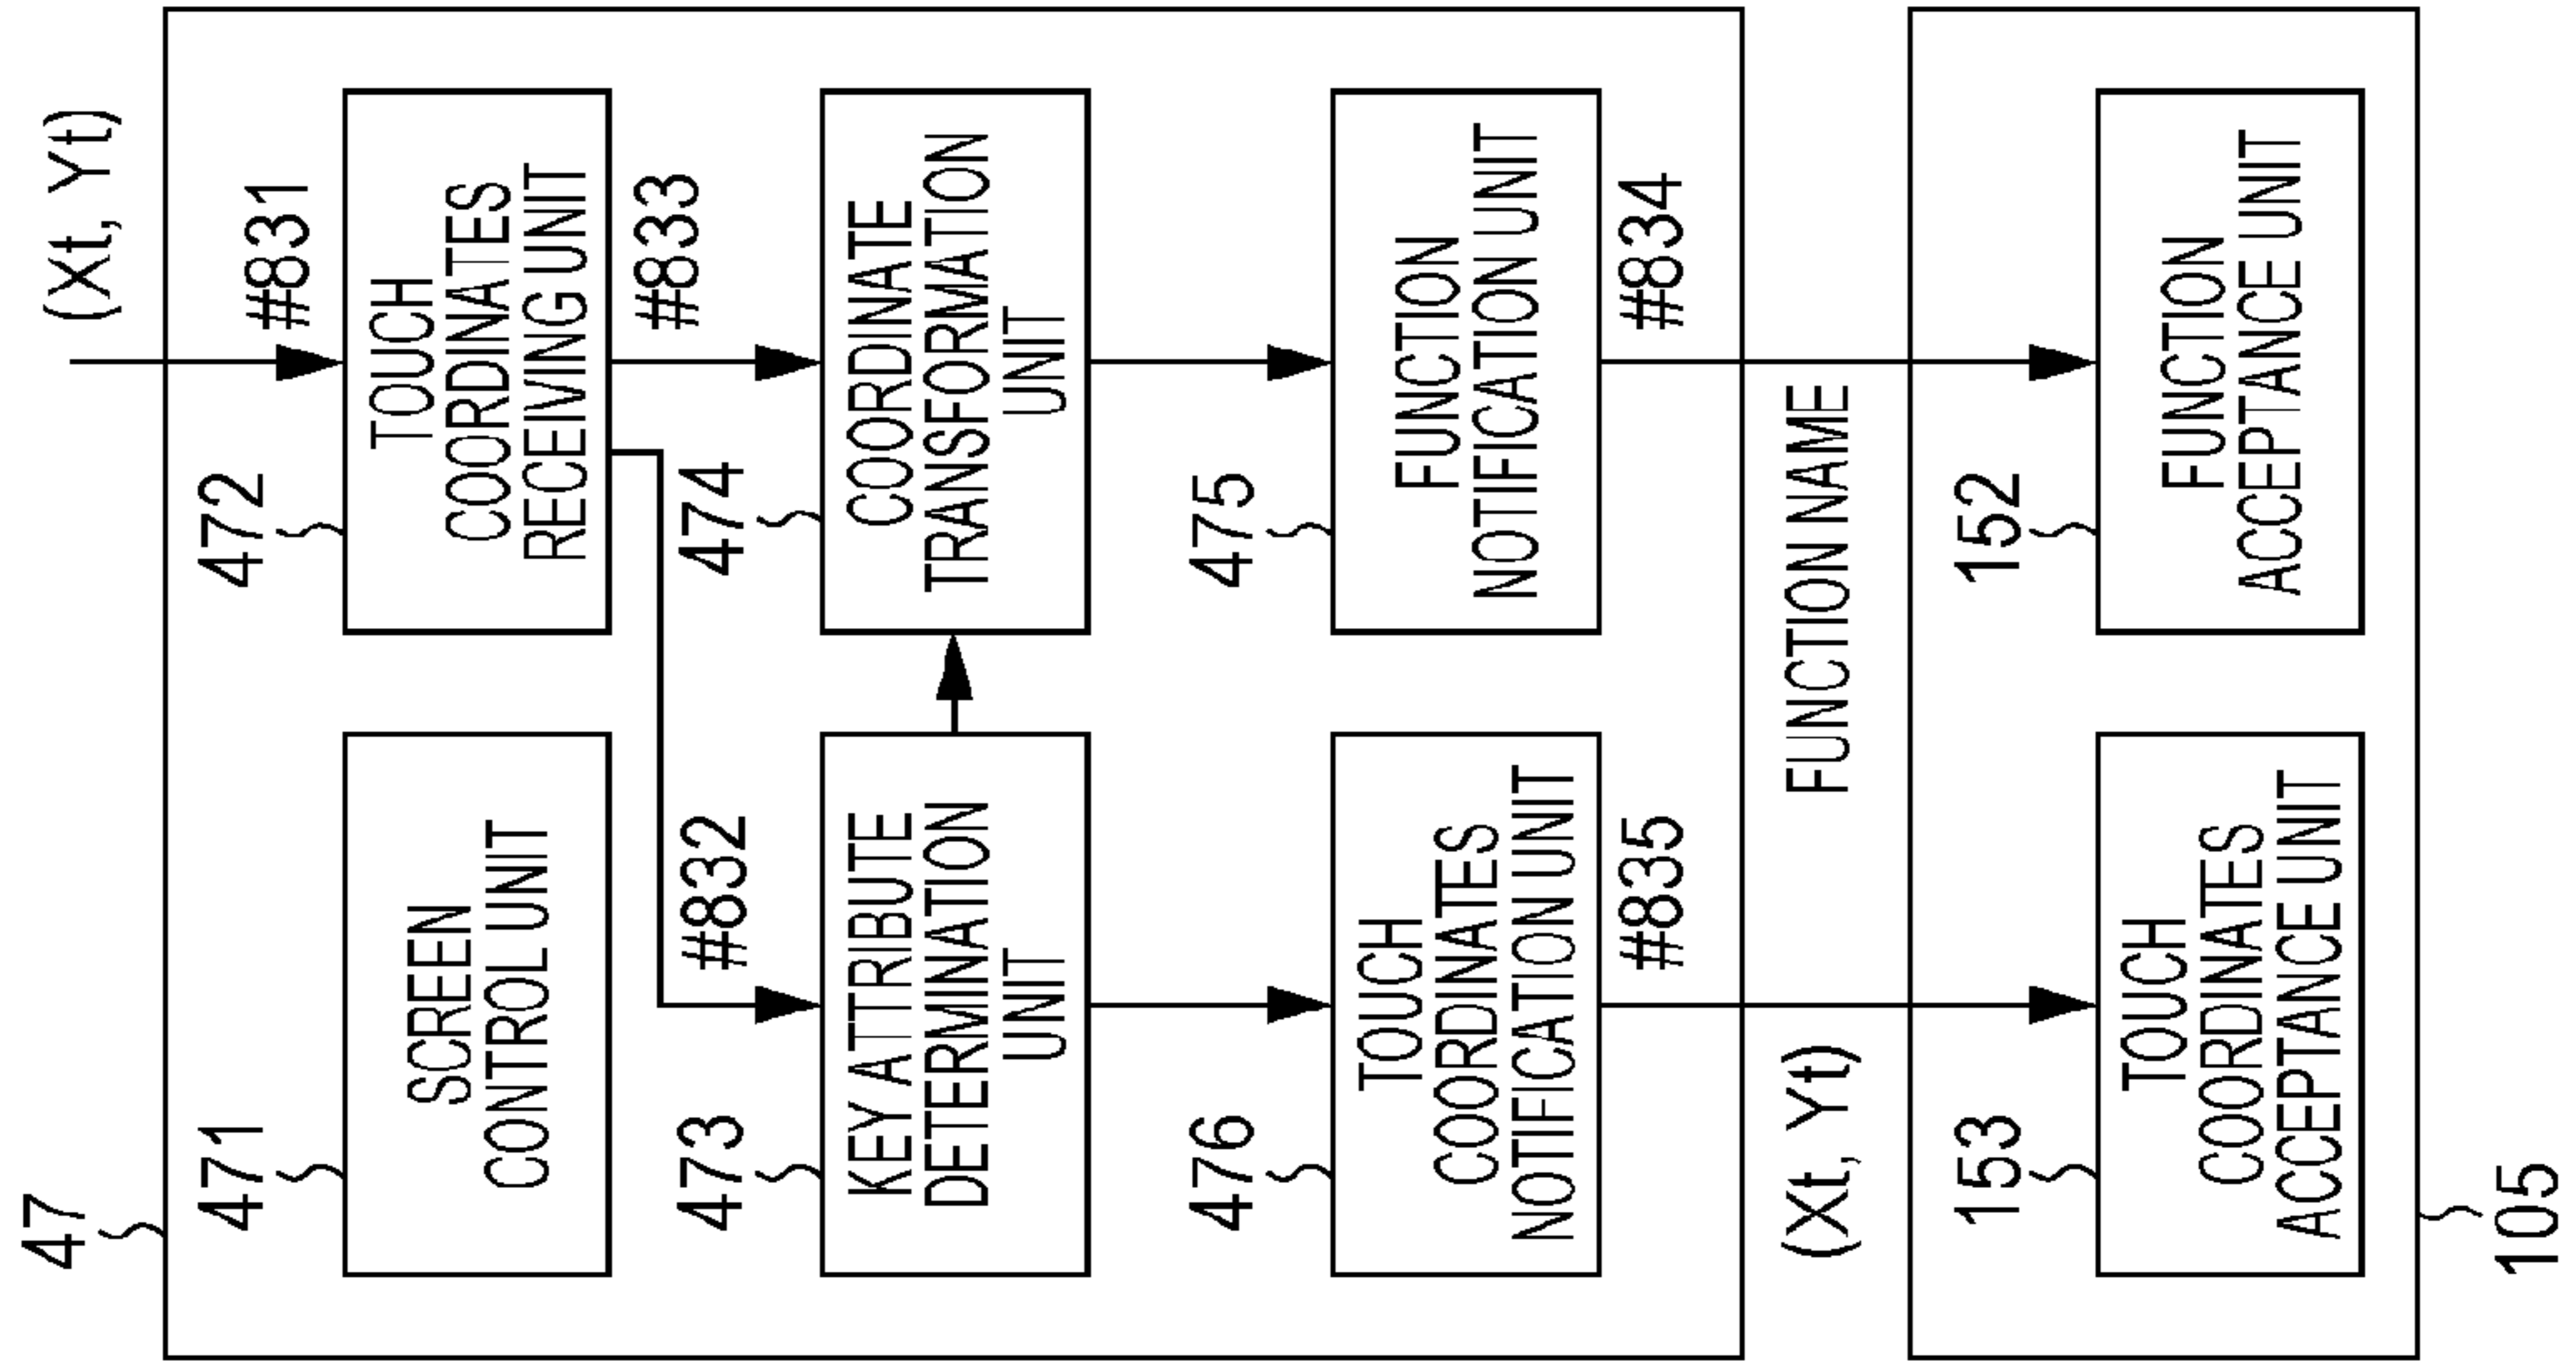 47
471
SCREEN
CONTROL UNIT
472
TOUCH
COORDINATES
RECEIVING UNIT
#831
(Xt, Yt)
#832
#833
473
KEY ATTRIBUTE
DETERMINATION
UNIT
474
COORDINATE
TRANSFORMATION
UNIT
476
TOUCH
COORDINATES
NOTIFICATION UNIT
475
FUNCTION
NOTIFICATION UNIT
#835
#834
(Xt, Yt)
FUNCTION NAME
153
TOUCH
COORDINATES
ACCEPTANCE UNIT
152
FUNCTION
ACCEPTANCE UNIT
105